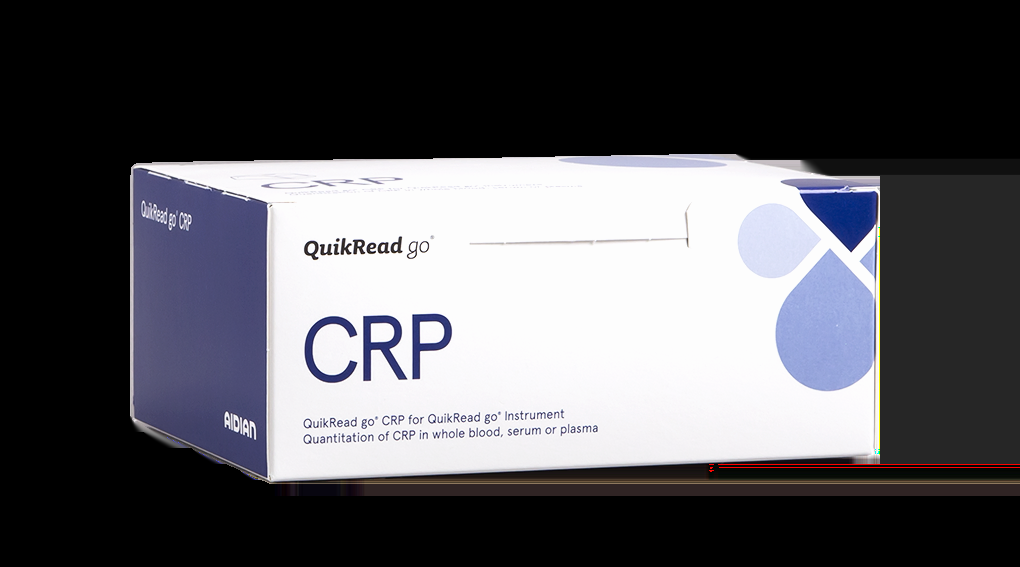 CRP
QuikRead go® CRP
AIDIAN
QuikRead go®
CRP
QuikRead go® CRP for QuikRead go® Instrument
Quantitation of CRP in whole blood, serum or plasma